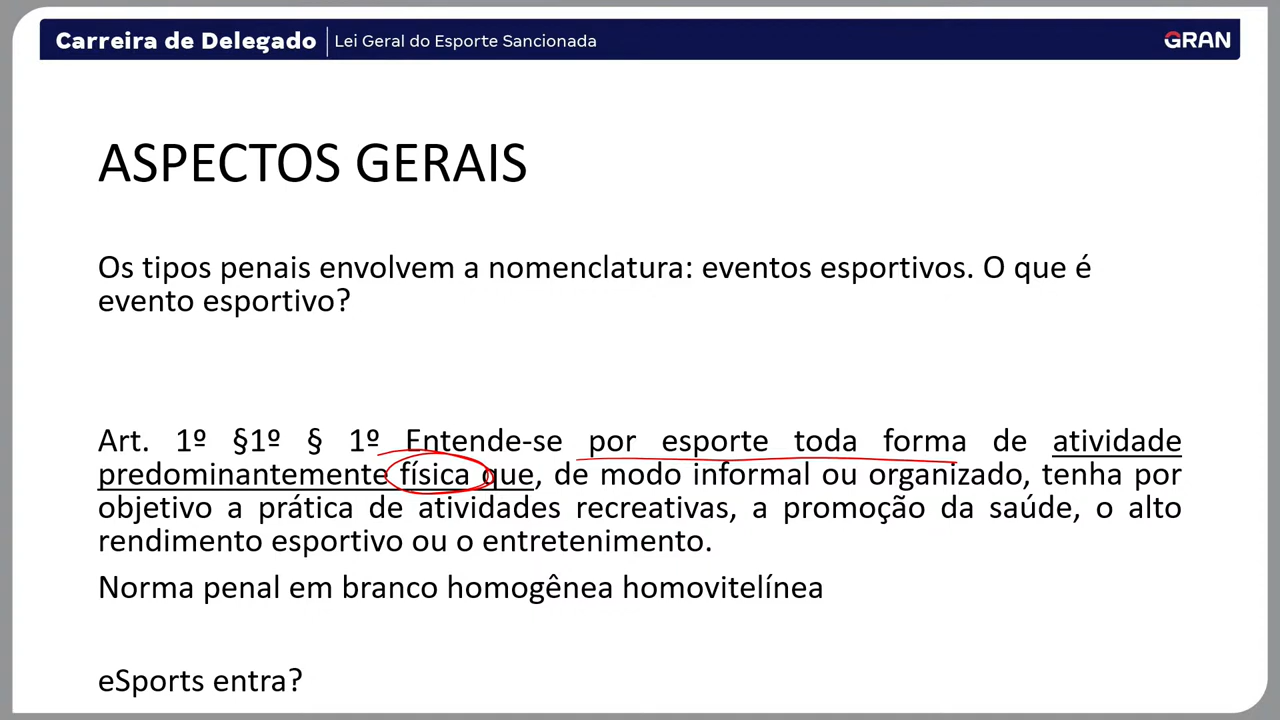 Carreira de Delegado | Lei Geral do Esporte Sancionada GRAN
ASPECTOS GERAIS
Os tipos penais envolvem a nomenclatura: eventos esportivos. O que é
evento esportivo?
Art. 1º §1º § 1º Entende-se por esporte toda forma de atividade
predominantemente física que, de modo informal ou organizado, tenha por
objetivo a prática de atividades recreativas, a promoção da saúde, o alto
rendimento esportivo ou o entretenimento.
Norma penal em branco homogênea homovitelínea
eSports entra?